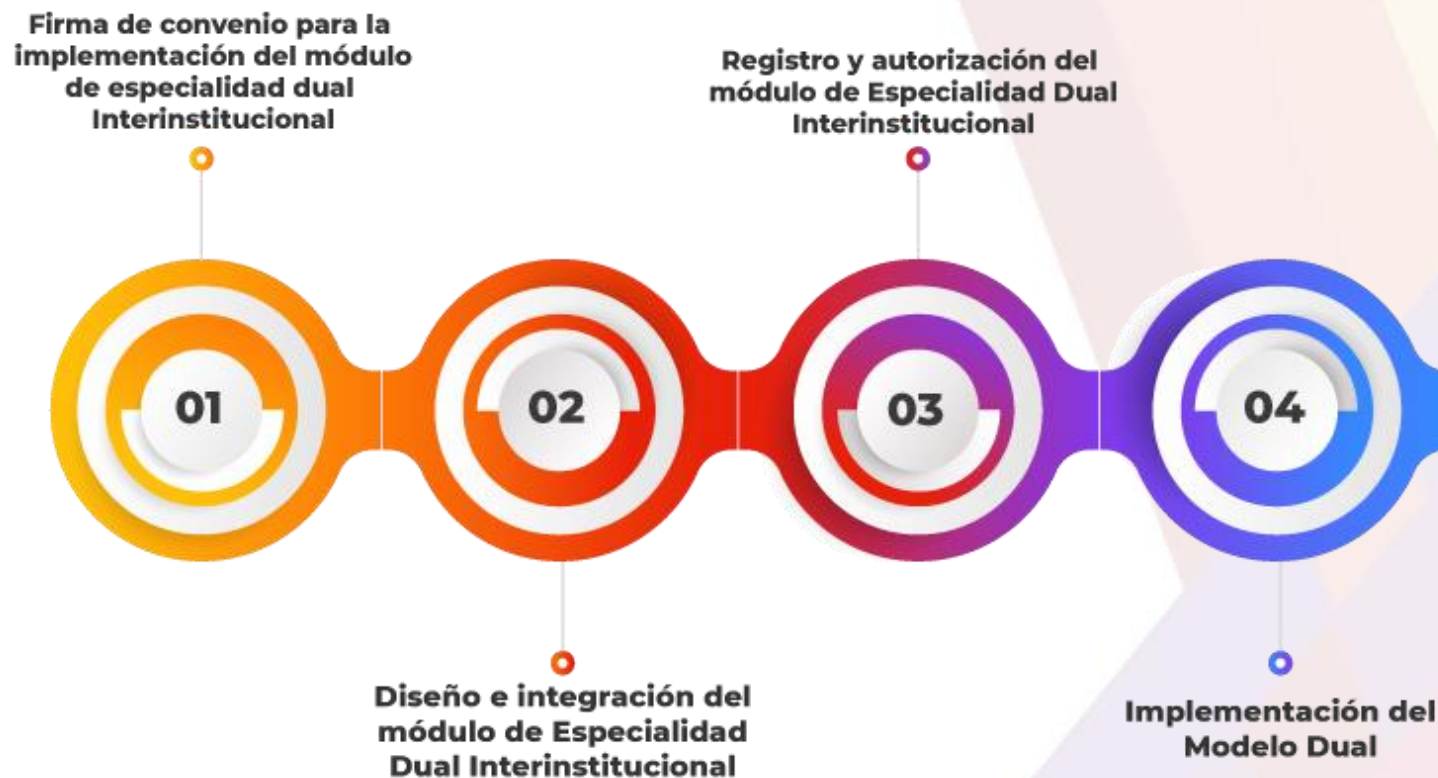 Firma de convenio para la
implementación del módulo
de especialidad dual
Interinstitucional
Registro y autorización del
módulo de Especialidad Dual
Interinstitucional
01
02
03
04
Diseño e integración del
módulo de Especialidad
Dual Interinstitucional
Implementación del
Modelo Dual